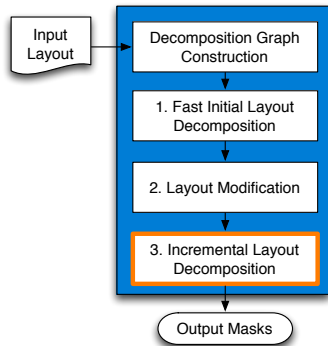 Input
Layout
Decomposition Graph
Construction
1. Fast Initial Layout
Decomposition
2. Layout Modification
3. Incremental Layout
Decomposition
Output Masks